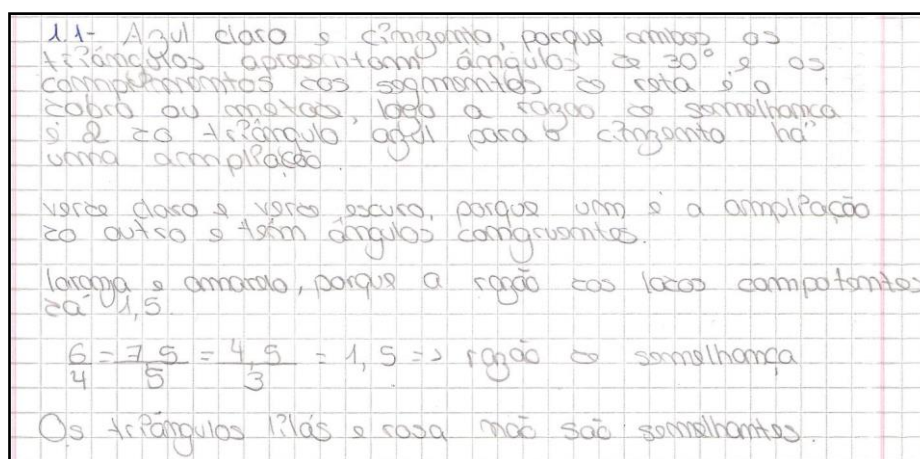 1.1- Azul claro e cinzento, porque ambos os
triângulos apresentam ângulos de 30° e os
comprimentos dos segmentos de reta é o
dobro ou metade, logo a razão de semelhança
é 2 do triângulo azul para o cinzento há
uma ampliação.
verde claro e verde escuro, porque um é a ampliação
do outro e têm ângulos congruentes.
laranja e amarelo, porque a razão dos lados compatentes
dá 1,5.
6/4 = 7,5/5 = 4,5/3 = 1,5 => razão de semelhança
Os triângulos lilás e rosa não são semelhantes.